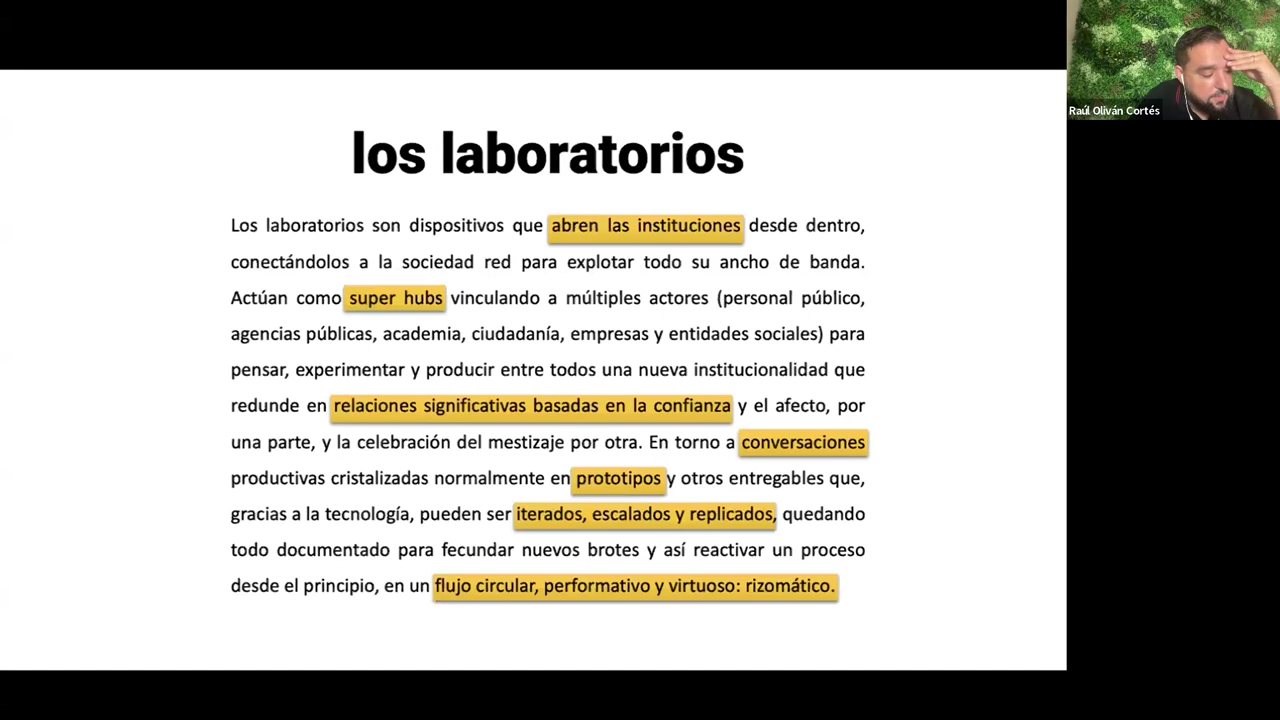 los laboratorios
Los laboratorios son dispositivos que abren las instituciones desde dentro,
conectándolos a la sociedad red para explotar todo su ancho de banda.
Actúan como super hubs vinculando a múltiples actores (personal público,
agencias públicas, academia, ciudadanía, empresas y entidades sociales) para
pensar, experimentar y producir entre todos una nueva institucionalidad que
redunde en relaciones significativas basadas en la confianza y el afecto, por
una parte, y la celebración del mestizaje por otra. En torno a conversaciones
productivas cristalizadas normalmente en prototipos y otros entregables que,
gracias a la tecnología, pueden ser iterados, escalados y replicados, quedando
todo documentado para fecundar nuevos brotes y así reactivar un proceso
desde el principio, en un flujo circular, performativo y virtuoso: rizomático.
Raúl Oliván Cortés